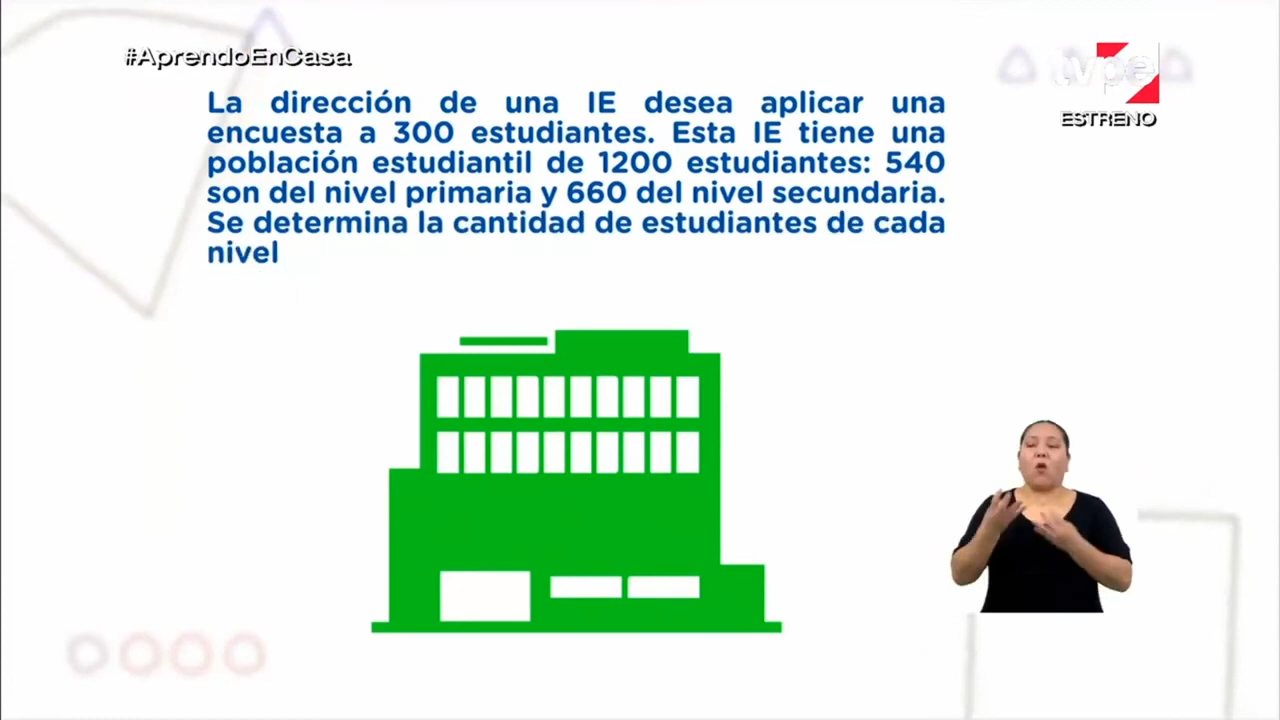 #AprendoEnCasa
tvpe
ESTRENO
La dirección de una IE desea aplicar una
encuesta a 300 estudiantes. Esta IE tiene una
población estudiantil de 1200 estudiantes: 540
son del nivel primaria y 660 del nivel secundaria.
Se determina la cantidad de estudiantes de cada
nivel